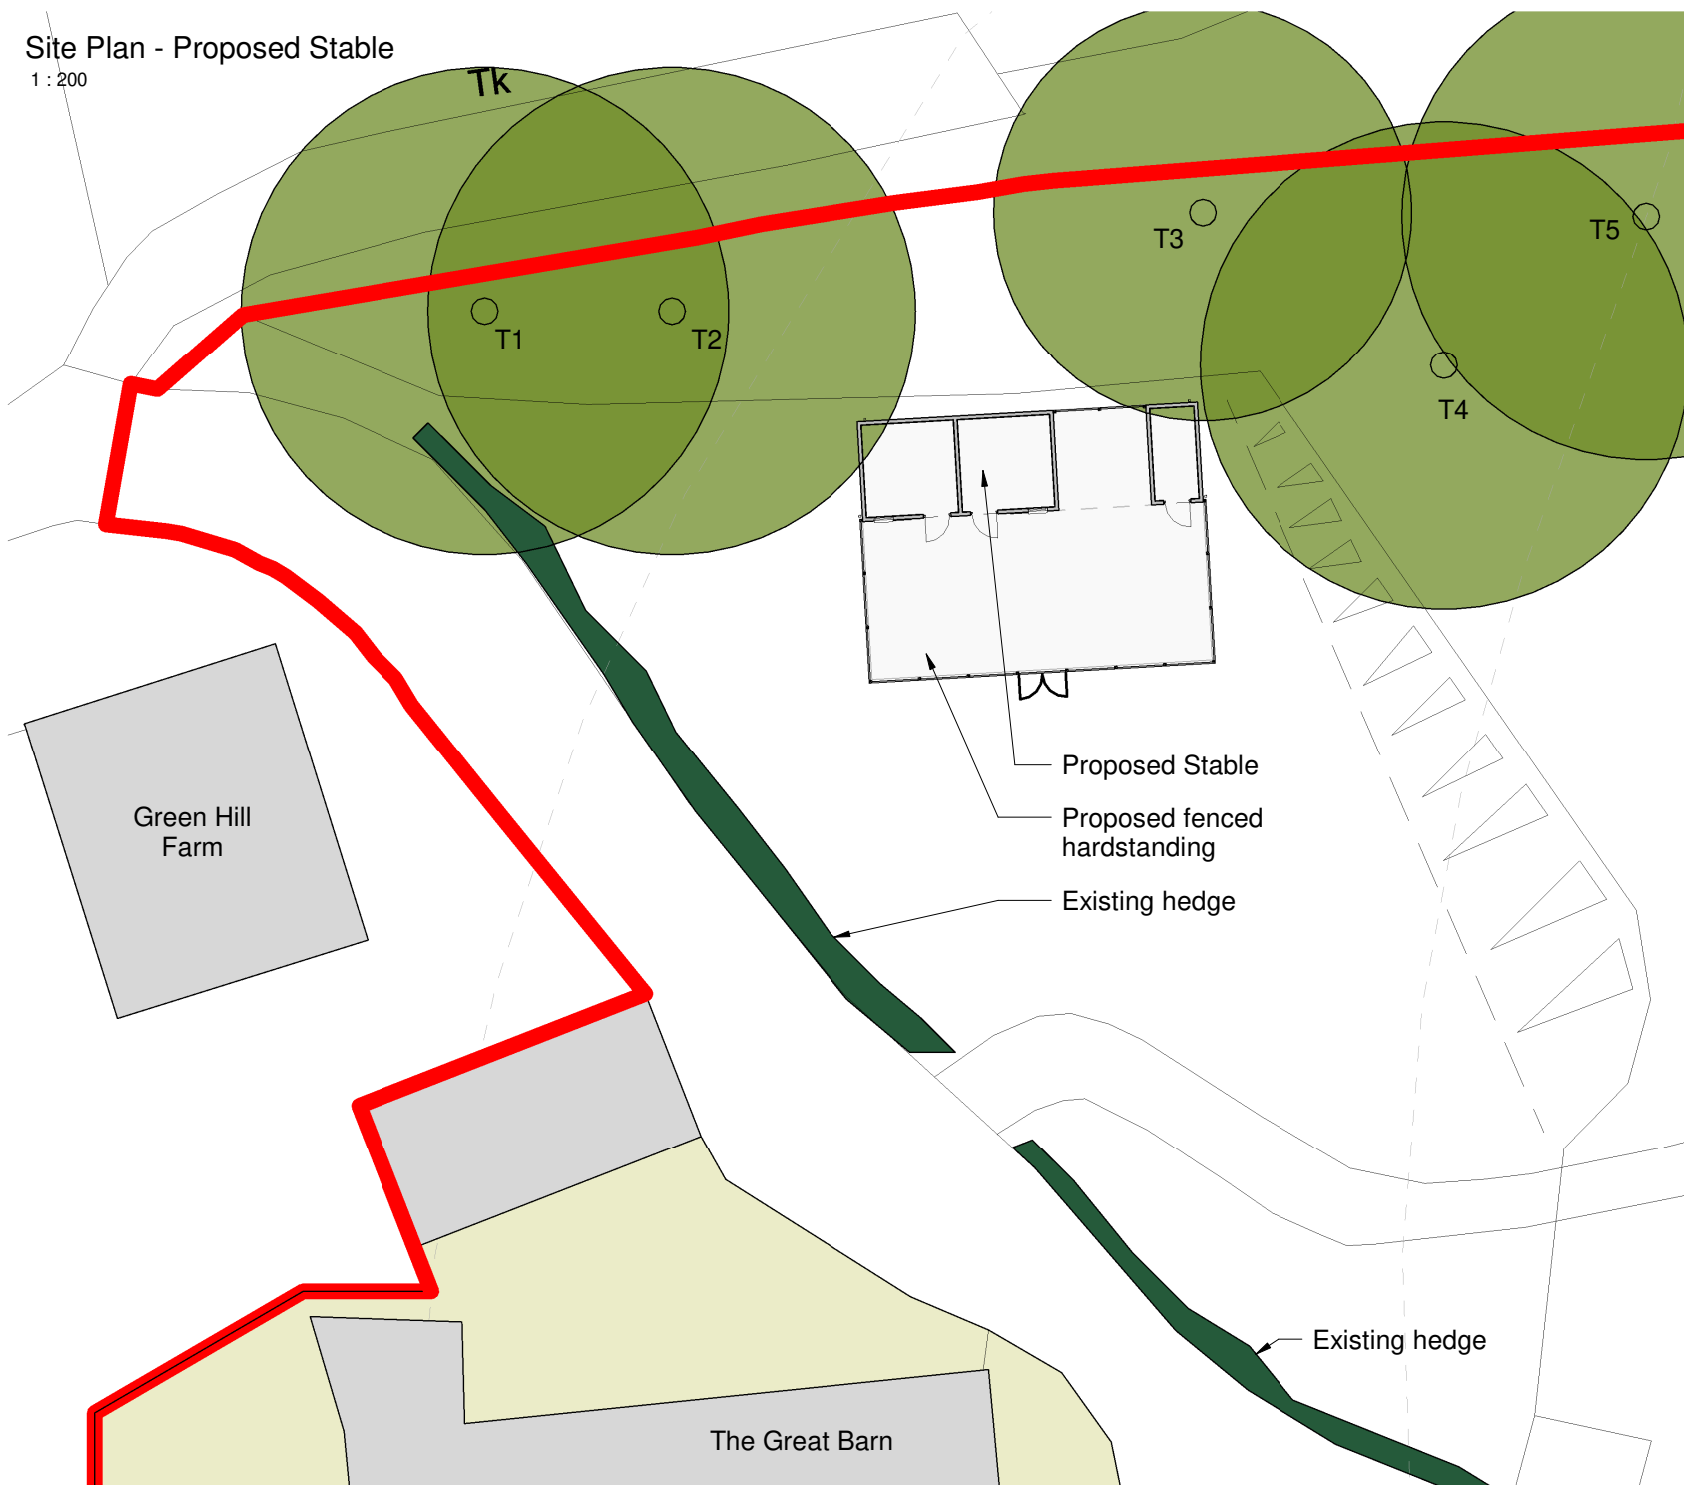 Site Plan - Proposed Stable
1 : 200
Tk
T3
T5
T1
T2
T4
Proposed Stable
Proposed fenced
hardstanding
Green Hill
Farm
Existing hedge
Existing hedge
The Great Barn